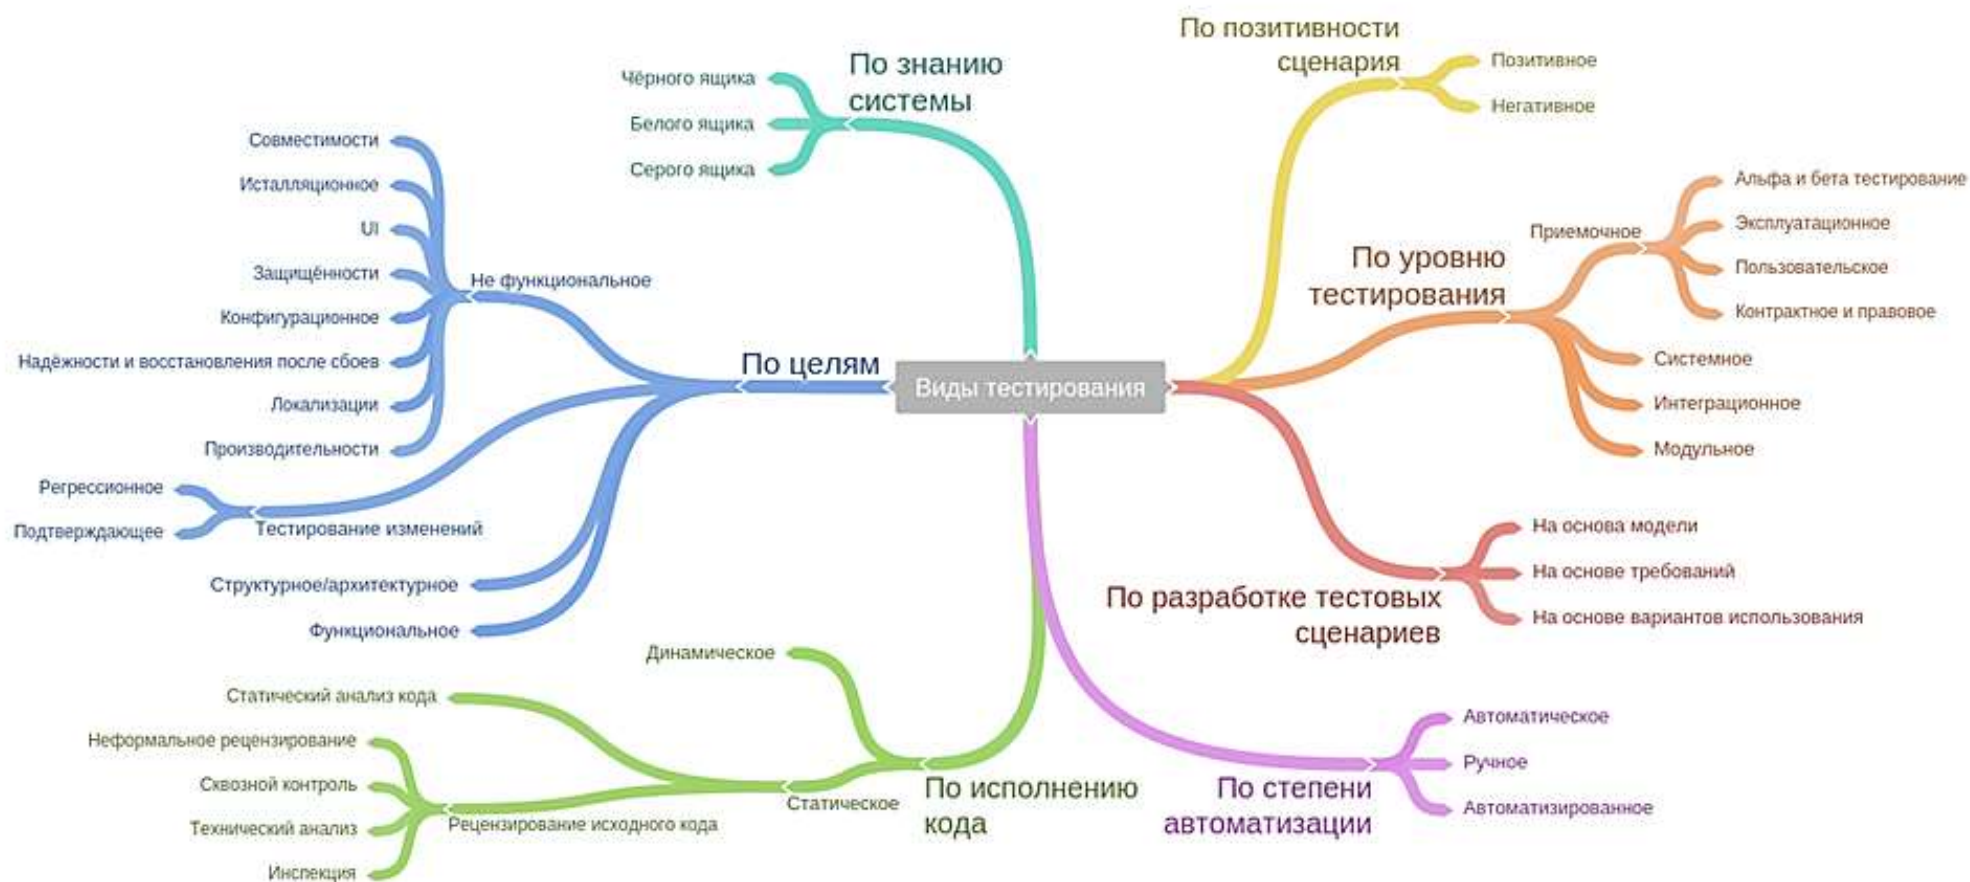 По позитивности
сценария
Позитивное
Негативное
По знанию
системы
Чёрного ящика
Белого ящика
Серого ящика
Совместимости
Исталляционное
UI
Защищённости
Конфигурационное
Надёжности и восстановления после сбоев
Локализации
Производительности
Не функциональное
По целям
Регрессионное
Подтверждающее
Тестирование изменений
Структурное/архитектурное
Функциональное
Виды тестирования
По уровню
тестирования
Приемочное
Альфа и бета тестирование
Эксплуатационное
Пользовательское
Контрактное и правовое
Системное
Интеграционное
Модульное
По разработке тестовых
сценариев
На основа модели
На основе требований
На основе вариантов использования
Динамическое
Статический анализ кода
Неформальное рецензирование
Сквозной контроль
Технический анализ
Инспекция
Рецензирование исходного кода
Статическое
По исполнению
кода
По степени
автоматизации
Автоматическое
Ручное
Автоматизированное